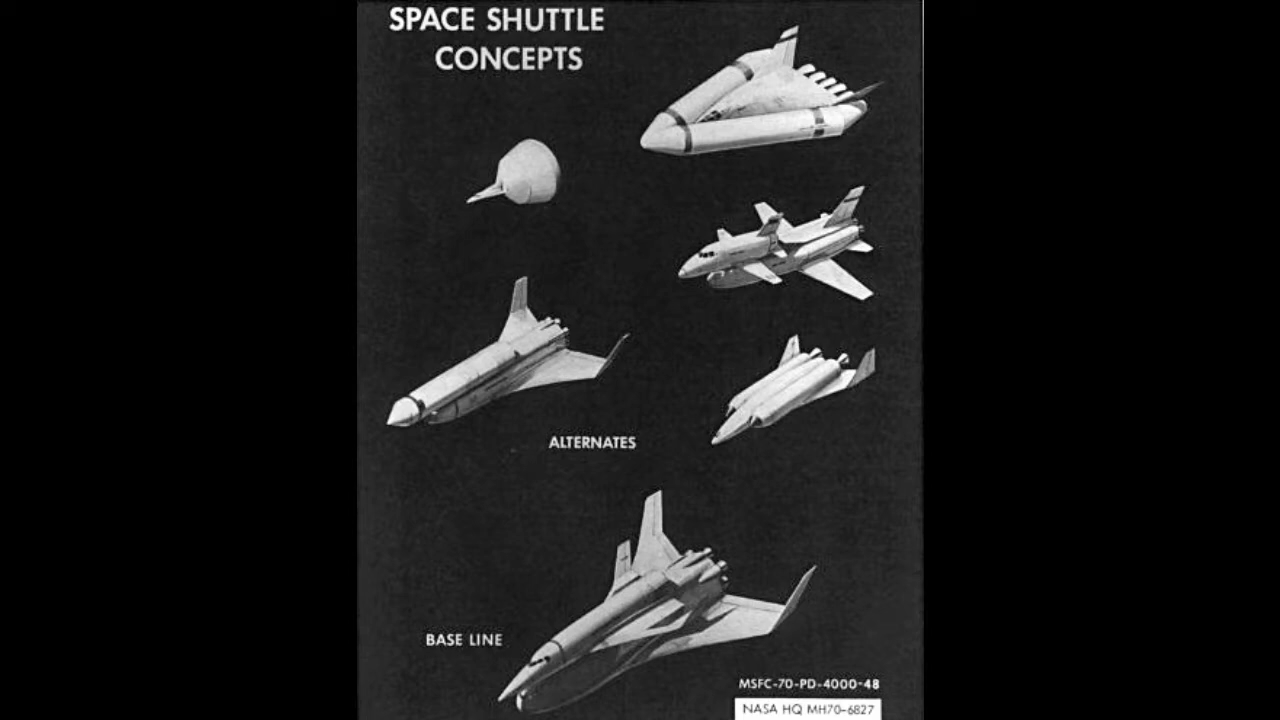 SPACE SHUTTLE
CONCEPTS
ALTERNATES
BASE LINE
MSFC-70-PD-4000-48
NASA HQ MH70-6827